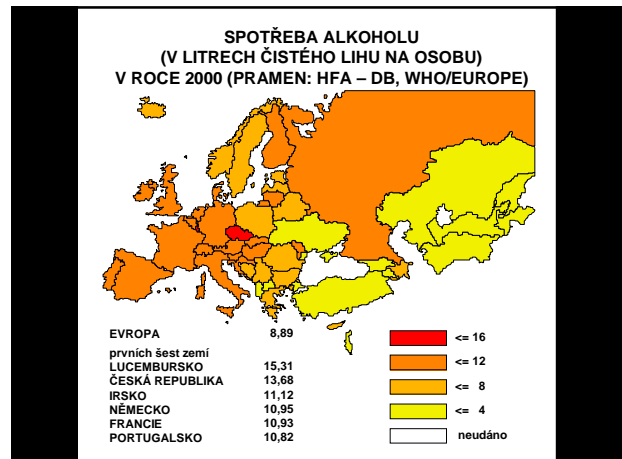 SPOTŘEBA ALKOHOLU
(V LITRECH ČISTÉHO LIHU NA OSOBU)
V ROCE 2000 (PRAMEN: HFA – DB, WHO/EUROPE)
EVROPA 8,89
prvních šest zemí
LUCEMBURSKO 15,31
ČESKÁ REPUBLIKA 13,68
IRSKO 11,12
NĚMECKO 10,95
FRANCIE 10,93
PORTUGALSKO 10,82
<= 16
<= 12
<= 8
<= 4
neudáno